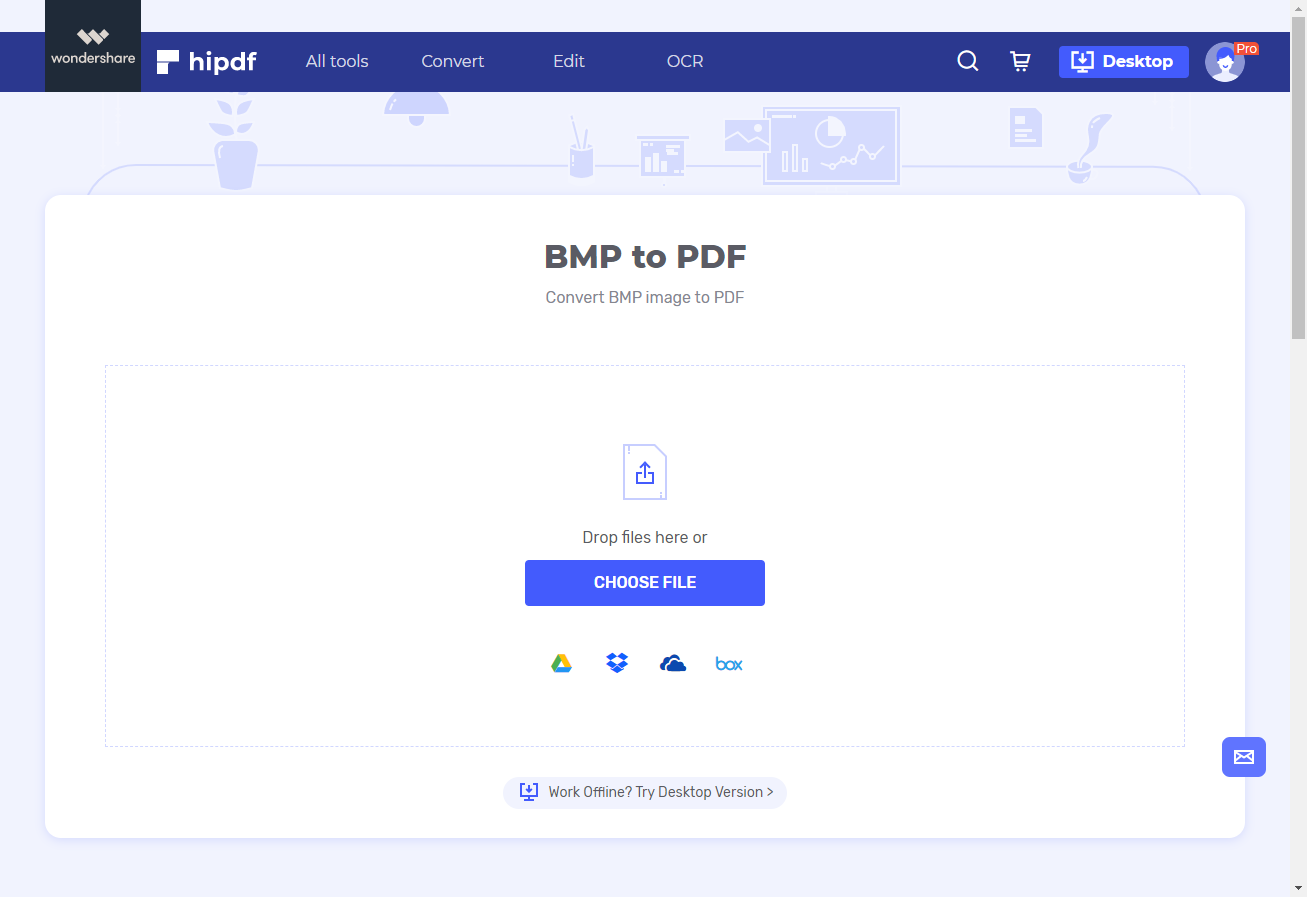 wondershare
hipdf
All tools
Convert
Edit
OCR
Desktop
Pro
BMP to PDF
Convert BMP image to PDF
Drop files here or
CHOOSE FILE
box
Work Offline? Try Desktop Version >